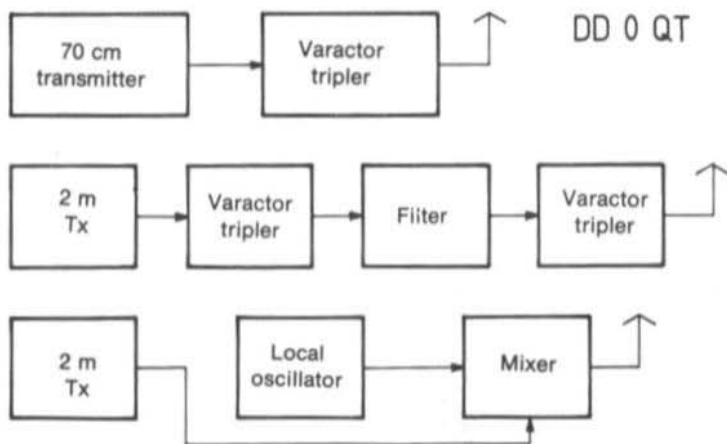 70 cm
transmitter
Varactor
tripler
DD 0 QT
2 m
Tx
Varactor
tripler
Fiiter
Varactor
tripler
2 m
Tx
Local
oscillator
Mixer